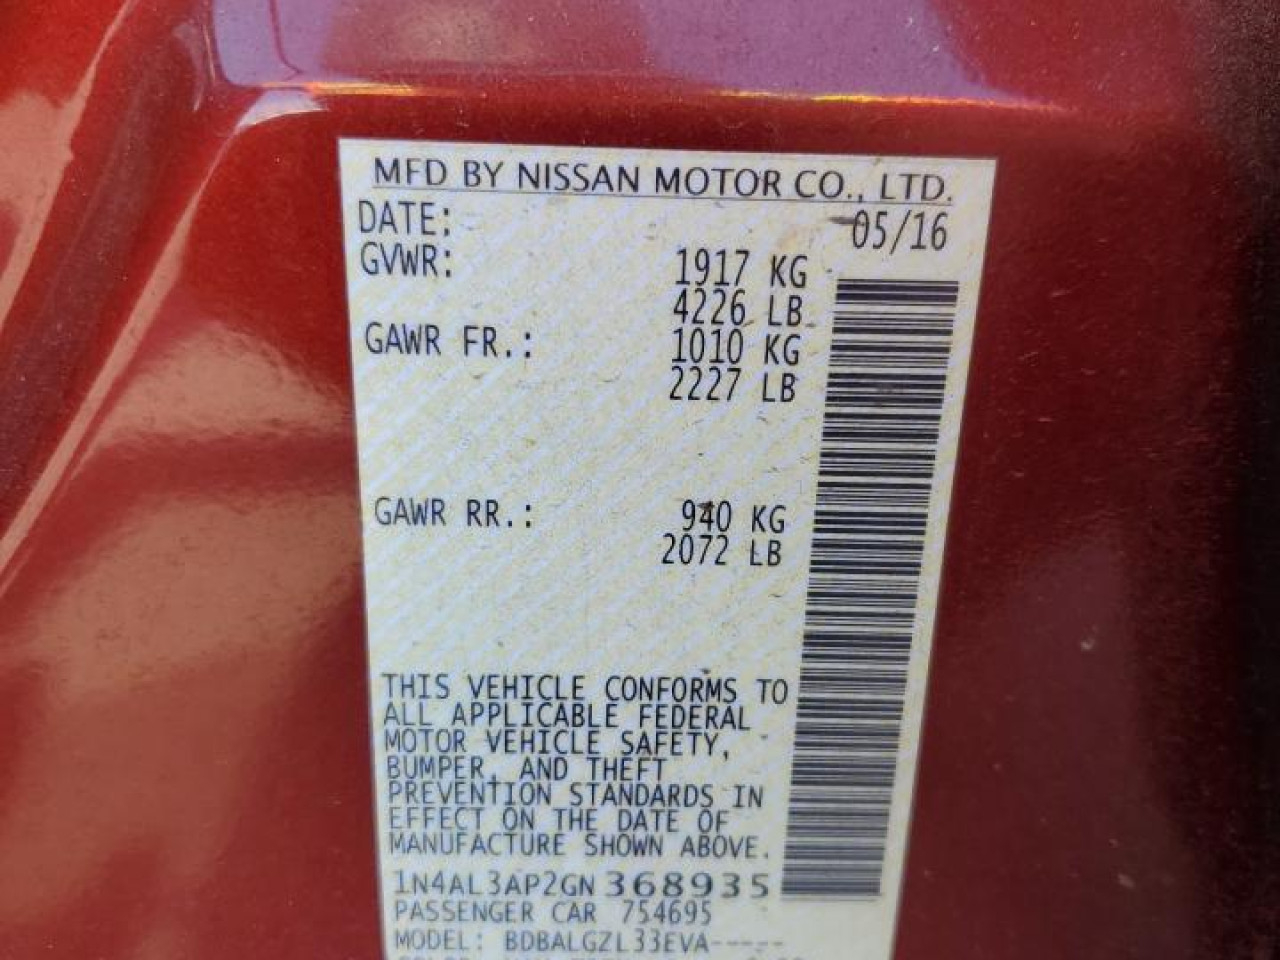 MFD BY NISSAN MOTOR CO., LTD.
DATE: 05/16
GVWR: 1917 KG
4226 LB
GAWR FR.: 1010 KG
2227 LB
GAWR RR.: 940 KG
2072 LB
THIS VEHICLE CONFORMS TO
ALL APPLICABLE FEDERAL
MOTOR VEHICLE SAFETY,
BUMPER, AND THEFT
PREVENTION STANDARDS IN
EFFECT ON THE DATE OF
MANUFACTURE SHOWN ABOVE.
1N4AL3AP2GN368935
PASSENGER CAR 754695
MODEL: BDBALGZL33EVA-----